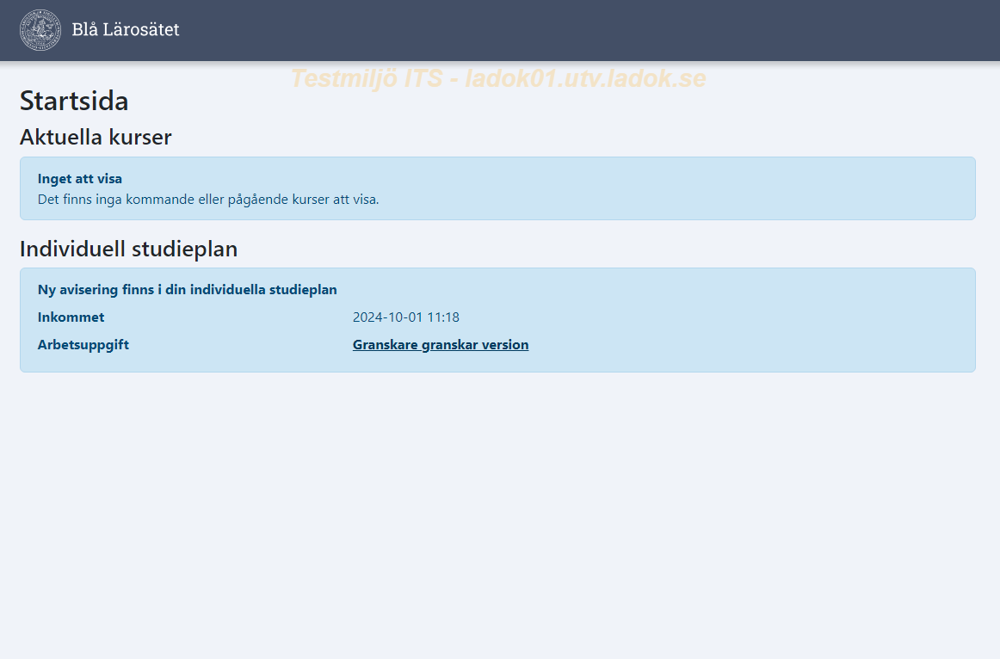 Blå Lärosätet
Testmiljö ITS - ladok01.utv.ladok.se
Startsida
Aktuella kurser
Inget att visa
Det finns inga kommande eller pågående kurser att visa.
Individuell studieplan
Ny avisering finns i din individuella studieplan
Inkommet 2024-10-01 11:18
Arbetsuppgift Granskare granskar version